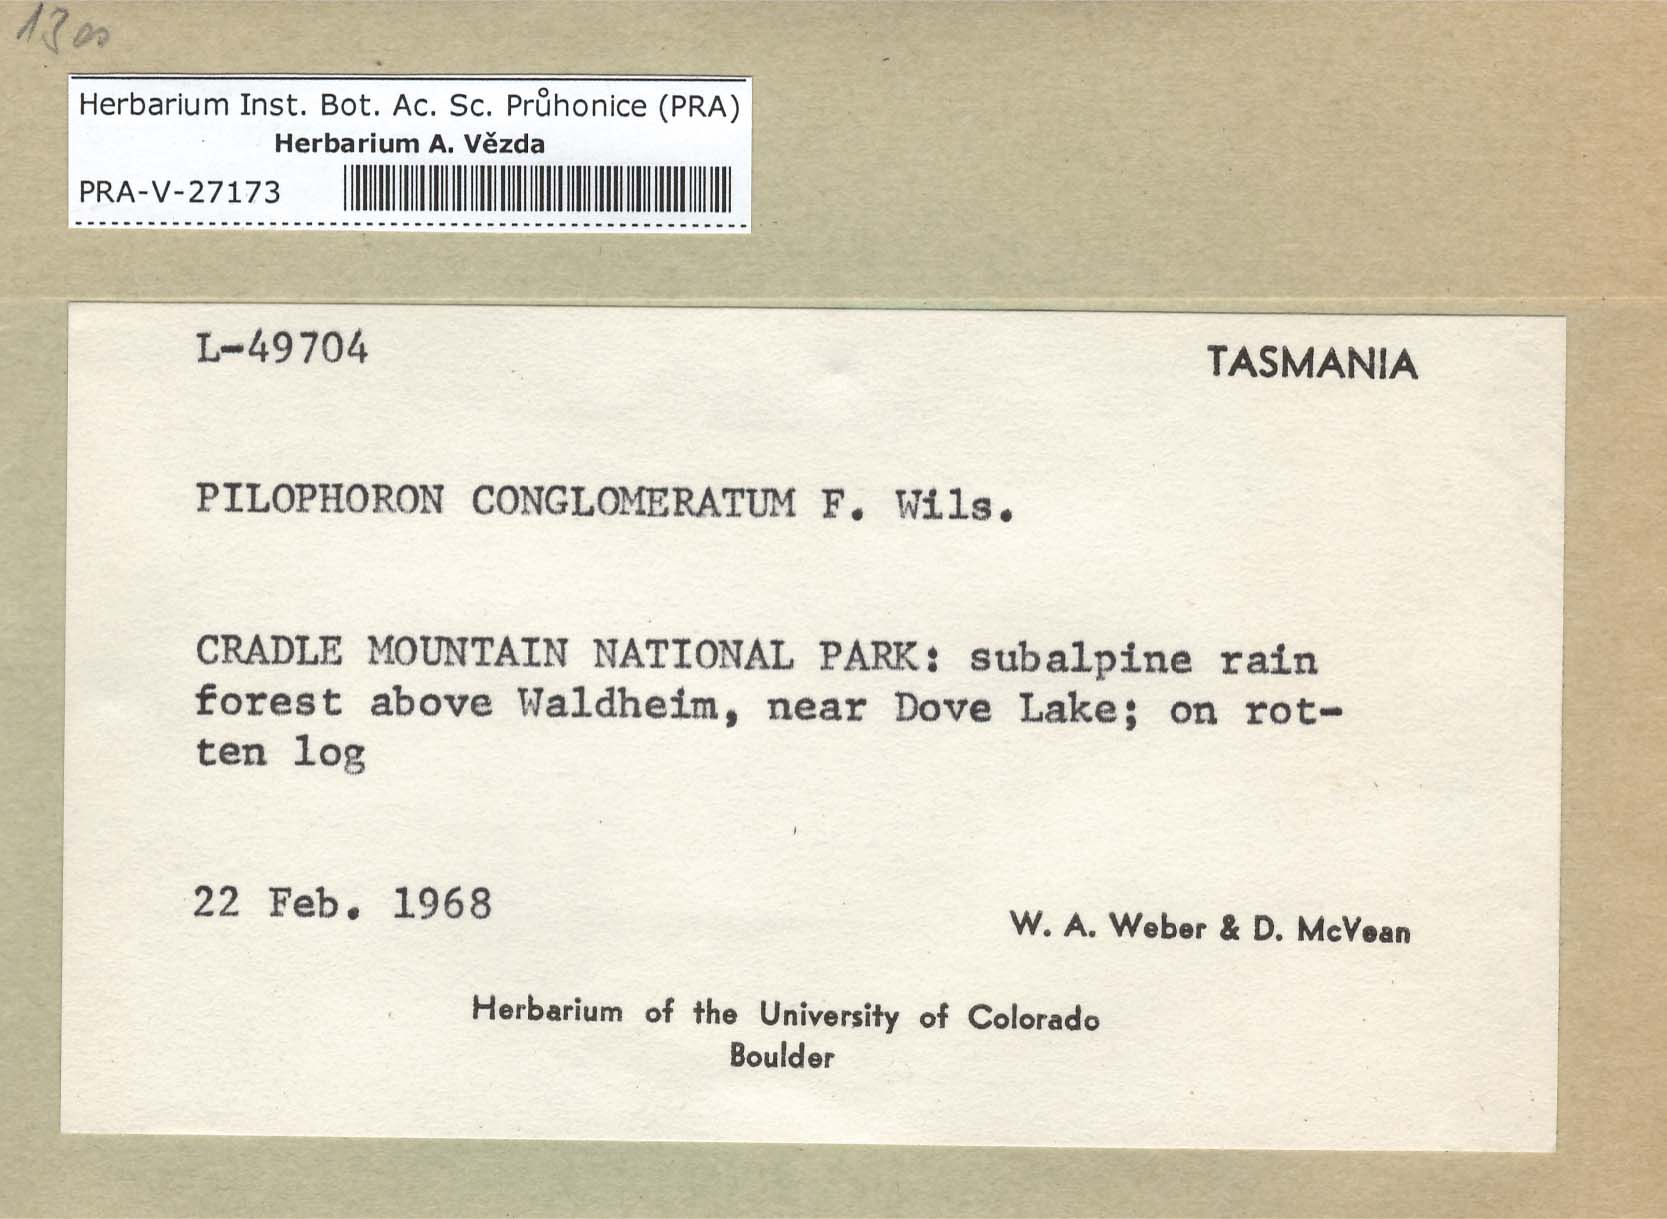 Herbarium Inst. Bot. Ac. Sc. Průhonice (PRA)
Herbarium A. Vězda
PRA-V-27173
L-49704
TASMANIA
PILOPHORON CONGLOMERATUM F. Wils.
CRADLE MOUNTAIN NATIONAL PARK: subalpine rain
forest above Waldheim, near Dove Lake; on rot-
ten log
22 Feb. 1968
W. A. Weber & D. McVean
Herbarium of the University of Colorado
Boulder